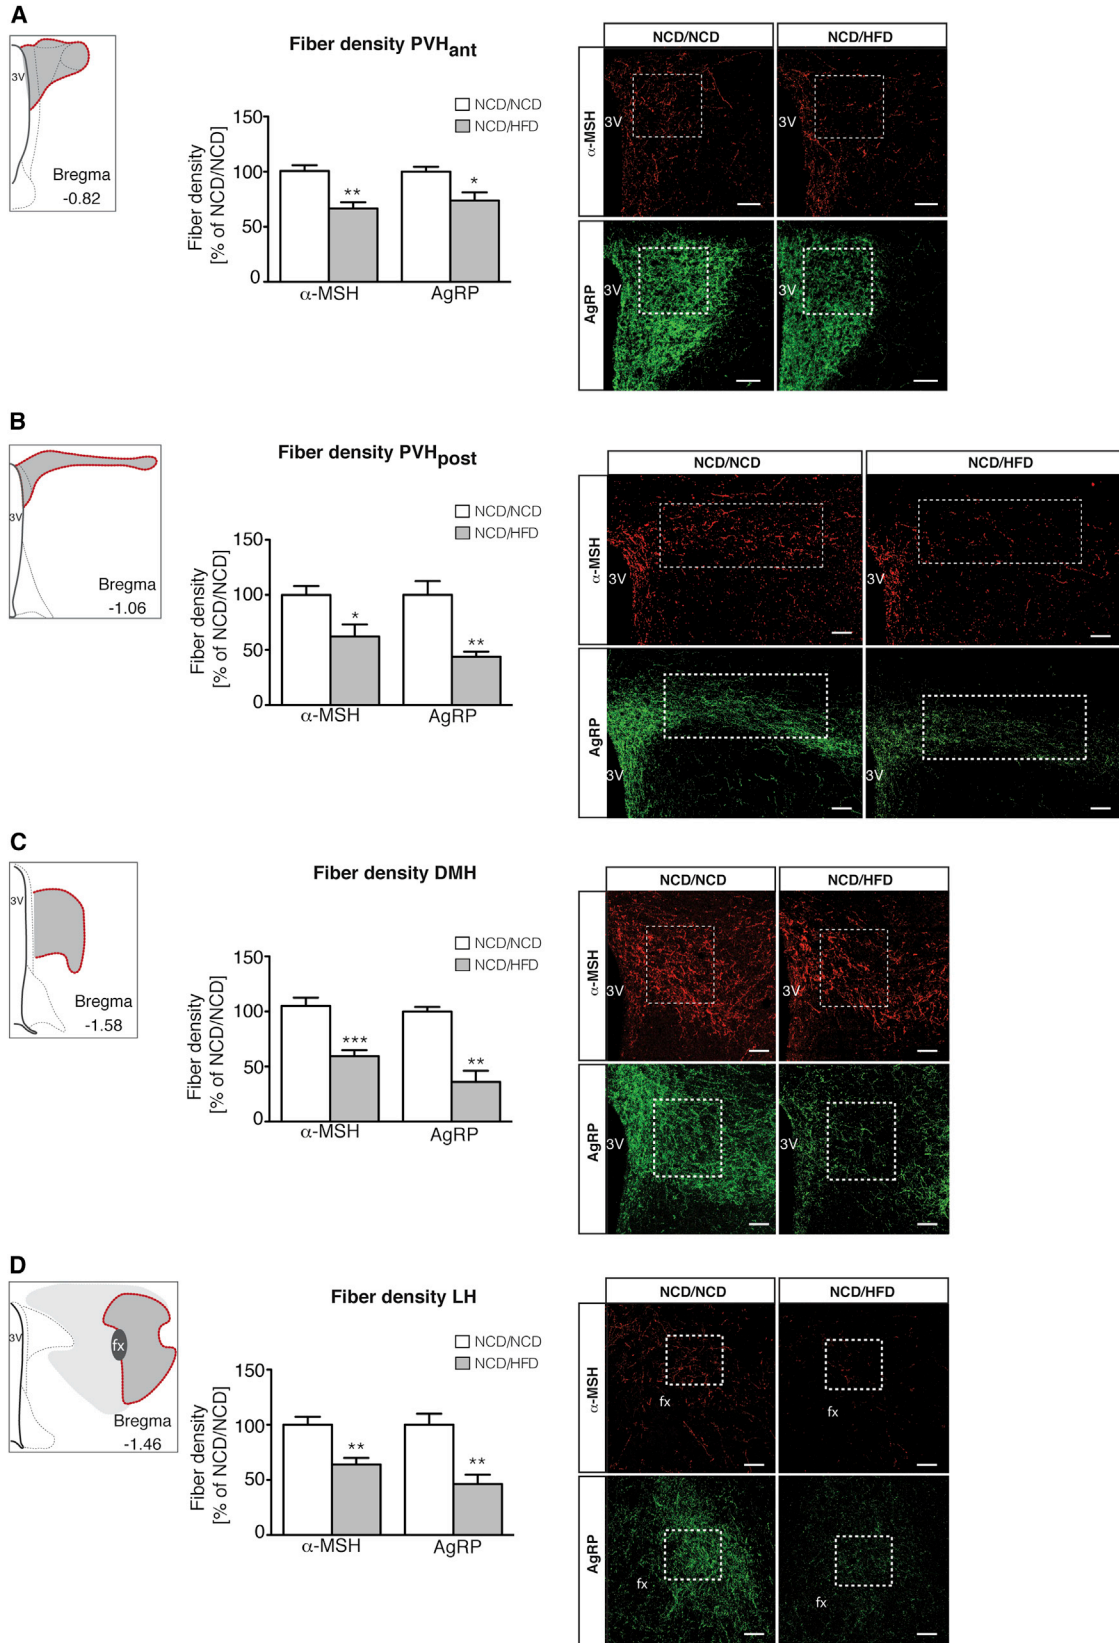 A
3V
Bregma
-0.82
Fiber density PVHant
NCD/NCD
NCD/HFD
Fiber density
[% of NCD/NCD]
150
100
50
0
**
*
α-MSH
AgRP
NCD/NCD
NCD/HFD
α-MSH
3V
3V
AgRP
3V
3V
B
3V
Bregma
-1.06
Fiber density PVHpost
NCD/NCD
NCD/HFD
Fiber density
[% of NCD/NCD]
150
100
50
0
*
**
α-MSH
AgRP
NCD/NCD
NCD/HFD
α-MSH
3V
3V
AgRP
3V
3V
C
3V
Bregma
-1.58
Fiber density DMH
NCD/NCD
NCD/HFD
Fiber density
[% of NCD/NCD]
150
100
50
0
***
**
α-MSH
AgRP
NCD/NCD
NCD/HFD
α-MSH
3V
3V
AgRP
3V
3V
D
3V
fx
Bregma
-1.46
Fiber density LH
NCD/NCD
NCD/HFD
Fiber density
[% of NCD/NCD]
150
100
50
0
**
**
α-MSH
AgRP
NCD/NCD
NCD/HFD
α-MSH
fx
fx
AgRP
fx
fx